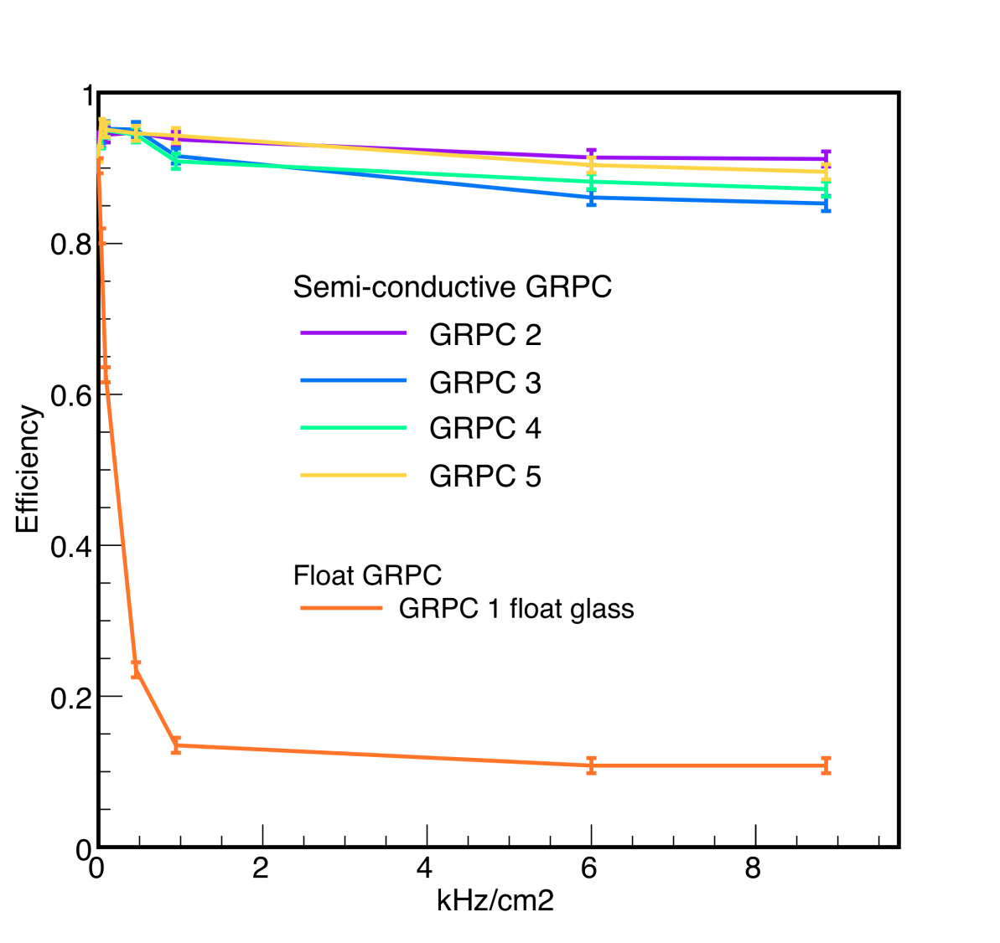 1
0.8
0.6
0.4
0.2
0
Efficiency
Semi-conductive GRPC
GRPC 2
GRPC 3
GRPC 4
GRPC 5
Float GRPC
GRPC 1 float glass
0 2 4 6 8
kHz/cm2